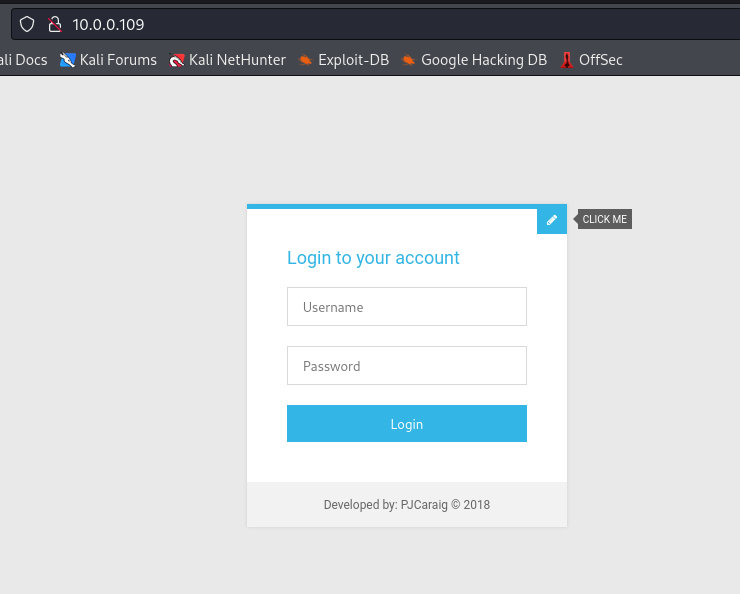 10.0.0.109
ali Docs Kali Forums Kali NetHunter Exploit-DB Google Hacking DB OffSec
CLICK ME
Login to your account
Username
Password
Login
Developed by: PJCaraig © 2018